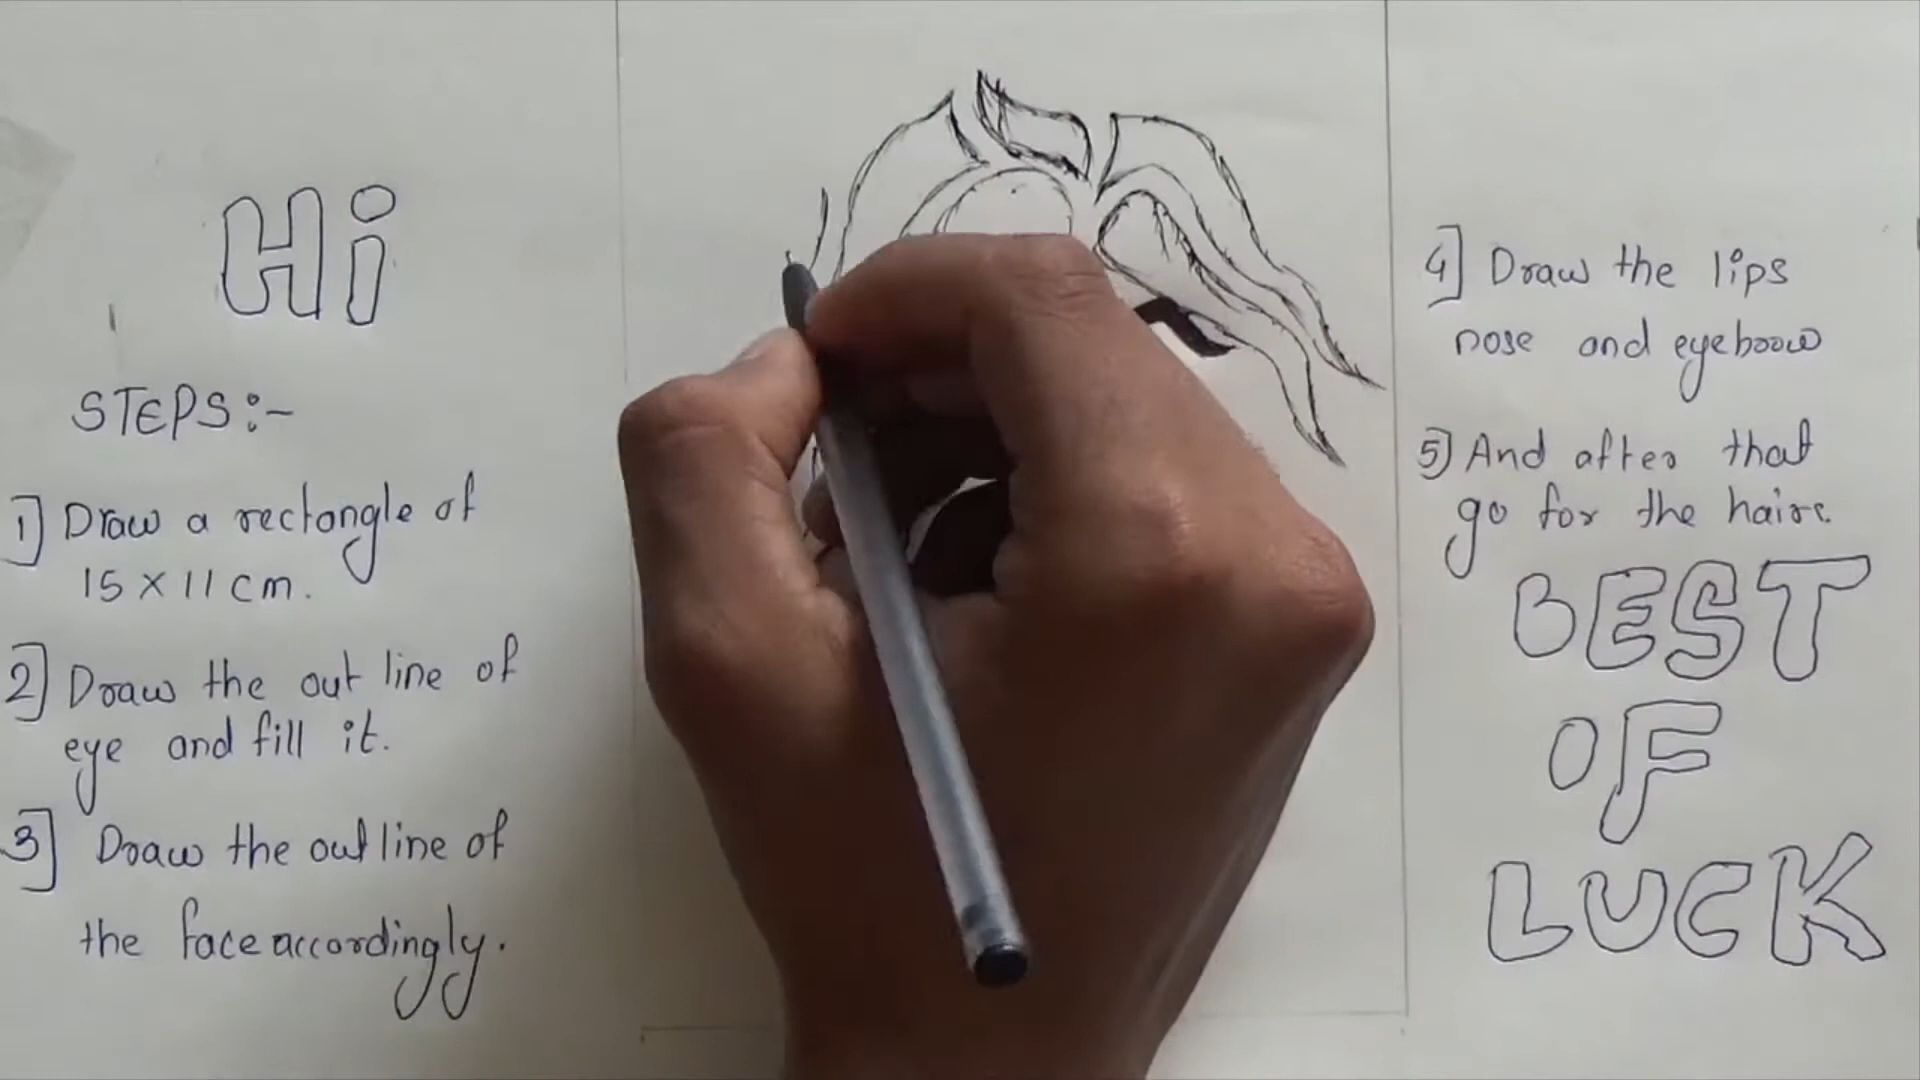 Hi
STEPS:-
1] Draw a rectangle of
15 x 11 cm.
2] Draw the out line of
eye and fill it.
3] Draw the out line of
the face accordingly.
4] Draw the lips
nose and eyebrow
5] And after that
go for the hairs.
BEST
OF
LUCK